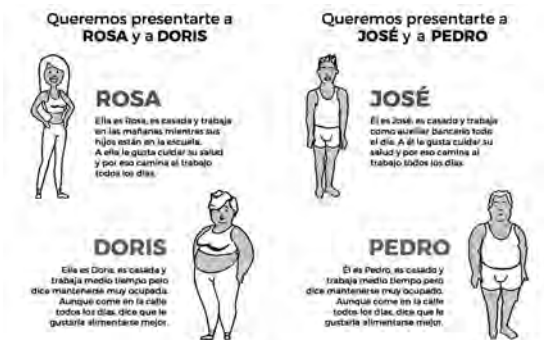 Queremos presentarte a
ROSA y a DORIS
ROSA
Ella es Rosa, es casada y trabaja
en las mañanas mientras sus
hijos están en la escuela.
A ella le gusta cuidar su salud
y por eso camina al trabajo
todos los días.
DORIS
Ella es Doris, es casada y
trabaja medio tiempo pero
dice mantenerse muy ocupada.
Aunque come en la calle
todos los días, dice que le
gustaría alimentarse mejor.
Queremos presentarte a
JOSÉ y a PEDRO
JOSÉ
Él es José, es casado y trabaja
como auxiliar bancario todo
el día. A él le gusta cuidar su
salud y por eso camina al
trabajo todos los días.
PEDRO
Él es Pedro, es casado y
trabaja medio tiempo pero
dice mantenerse muy ocupado.
Aunque come en la calle
todos los días, dice que le
gustaría alimentarse mejor.